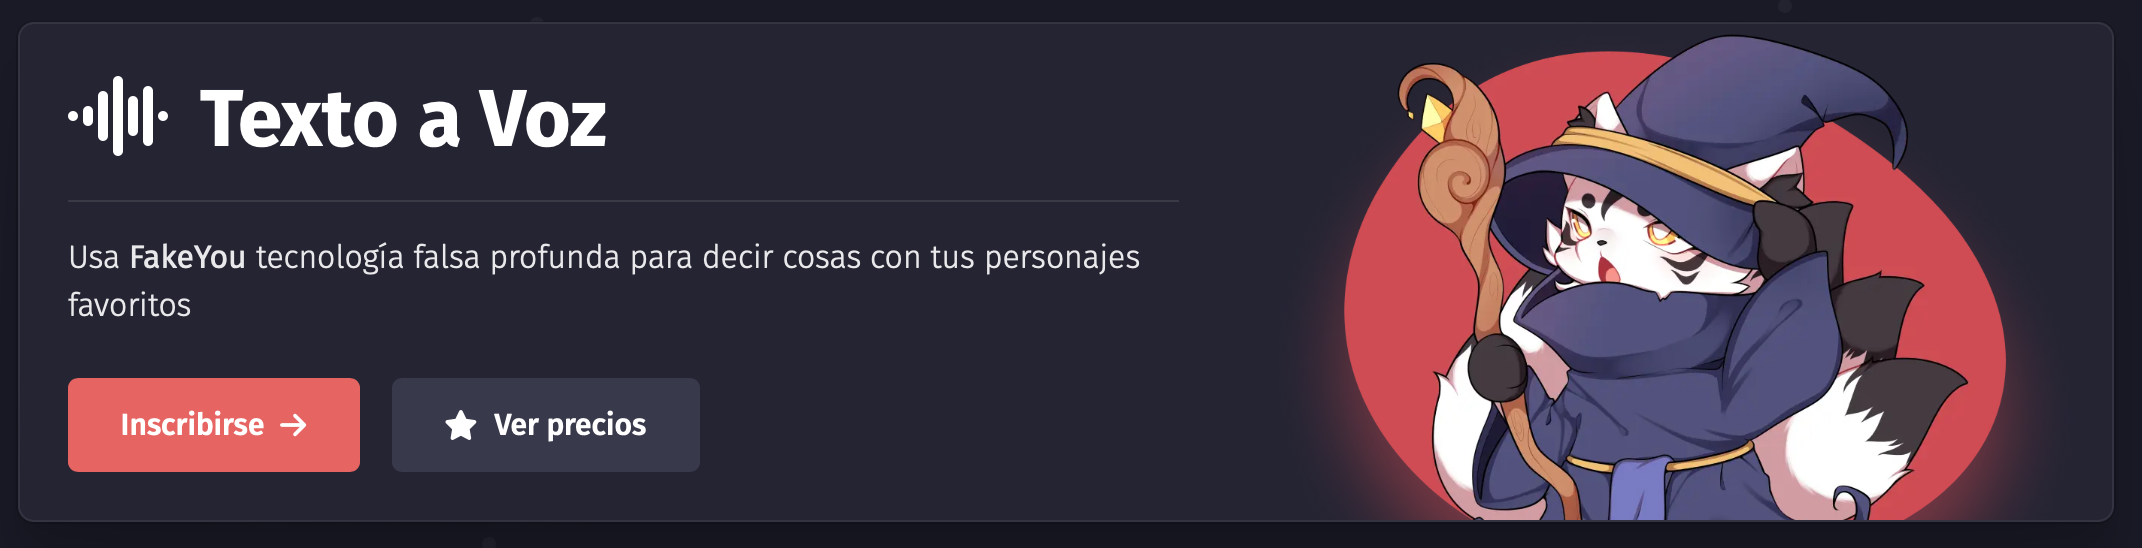 Texto a Voz
Usa FakeYou tecnología falsa profunda para decir cosas con tus personajes
favoritos
Inscribirse →
Ver precios